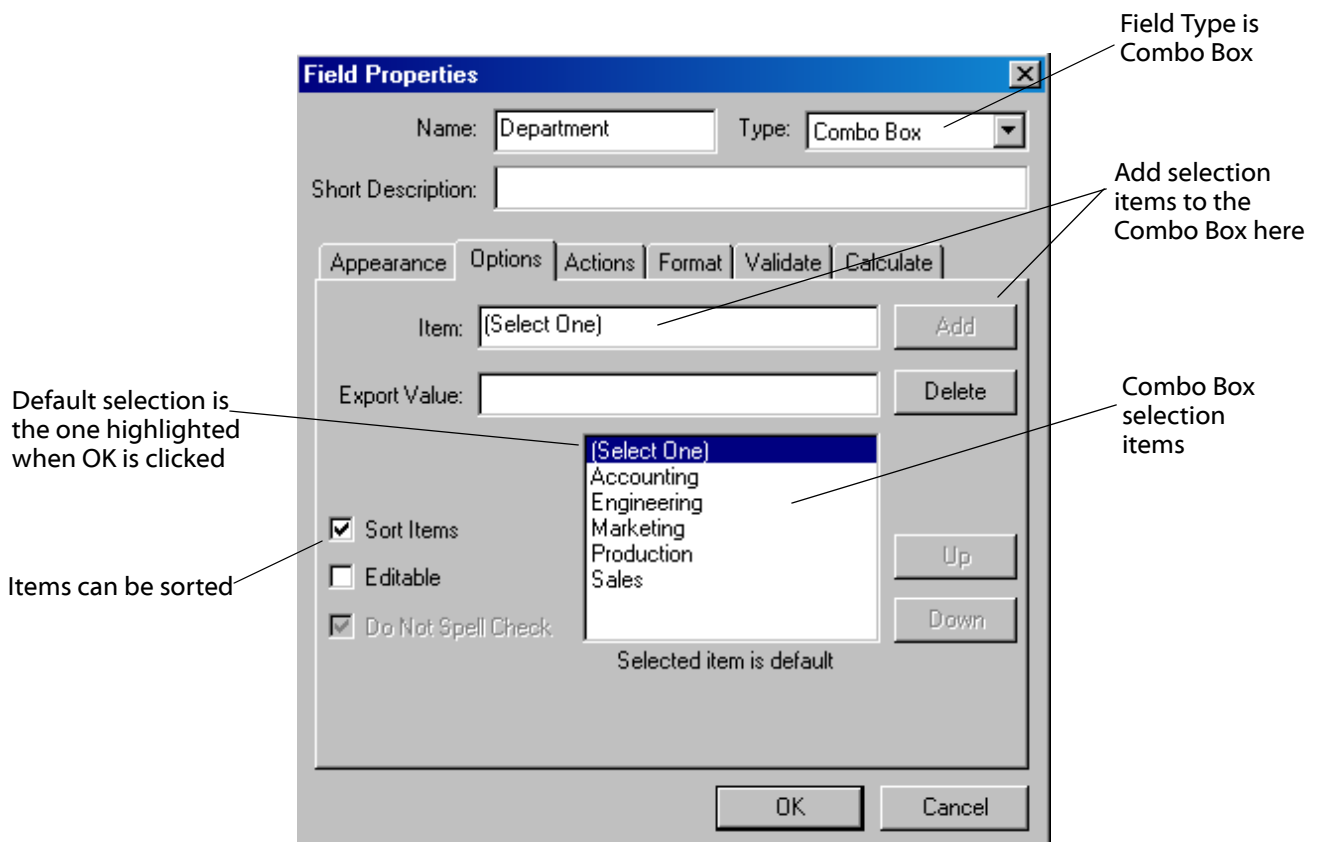 Field Type is
Combo Box
Field Properties
Name: Department Type: Combo Box
Short Description:
Add selection
items to the
Combo Box here
Appearance Options Actions Format Validate Calculate
Item: (Select One) Add
Export Value: Delete
Default selection is
the one highlighted
when OK is clicked
Combo Box
selection
items
(Select One)
Accounting
Engineering
Marketing
Production
Sales
Sort Items
Editable
Do Not Spell Check
Items can be sorted
Up
Down
Selected item is default
OK Cancel